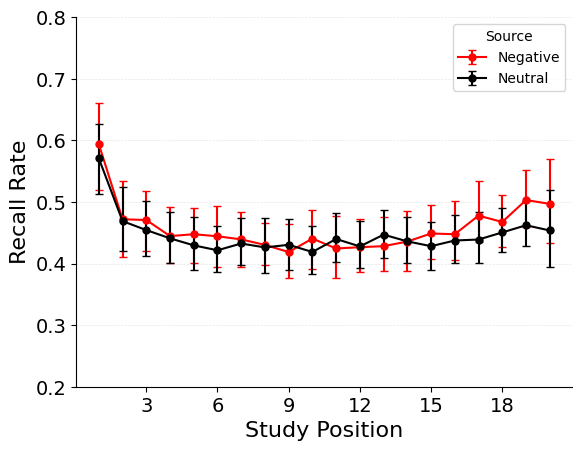 0.8
0.7
0.6
0.5
0.4
0.3
0.2
Recall Rate
Source
Negative
Neutral
3 6 9 12 15 18
Study Position